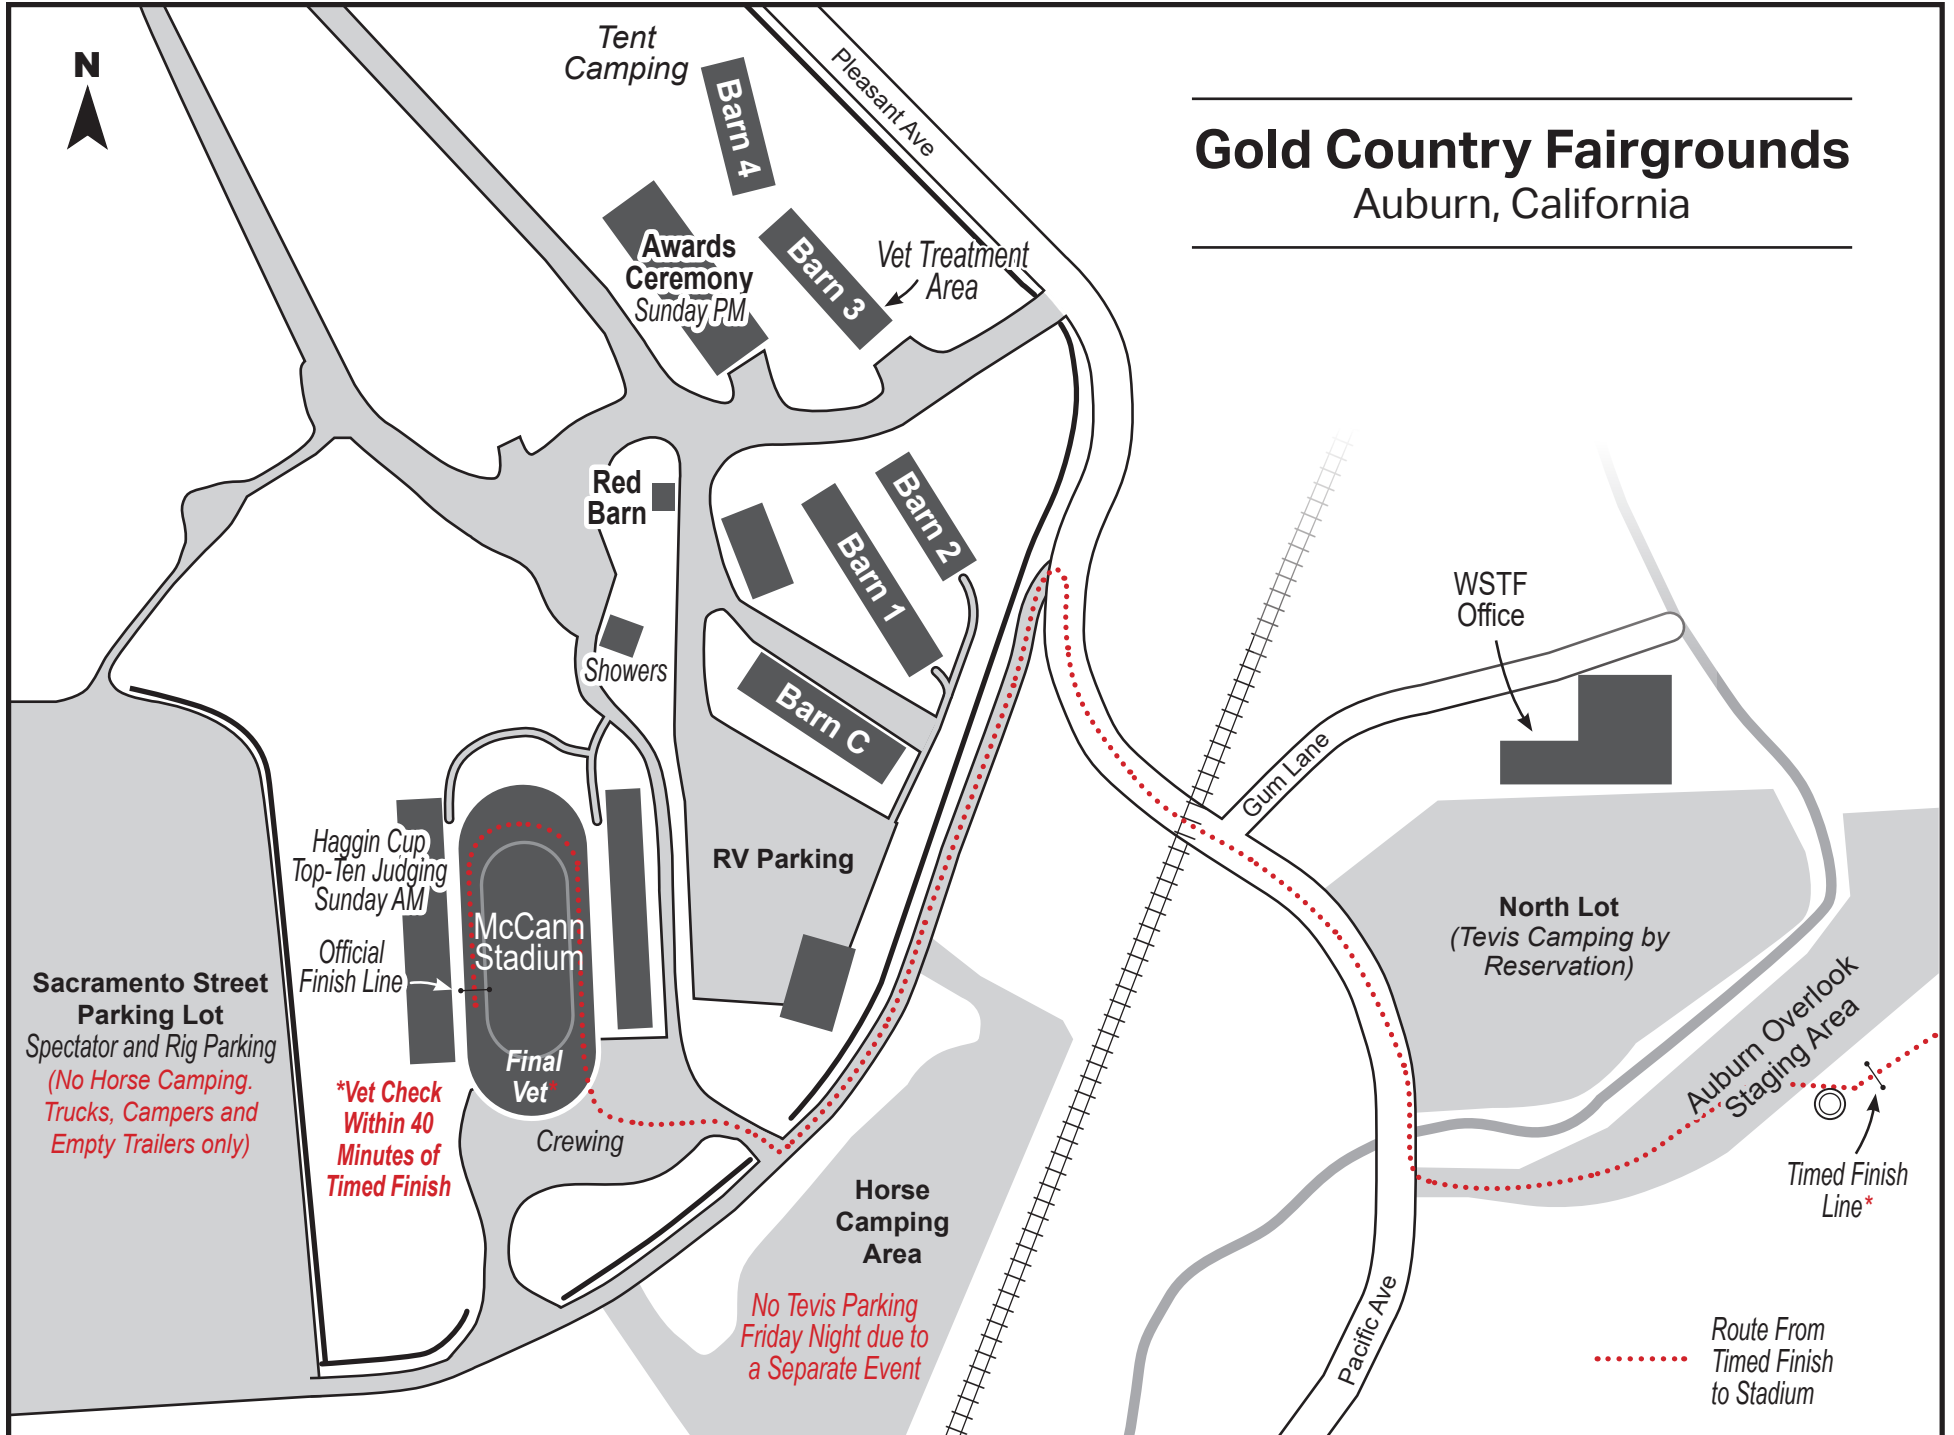 N
Tent
Camping
Barn 4
Pleasant Ave
Gold Country Fairgrounds
Auburn, California
Awards
Ceremony
Sunday PM
Barn 3
Vet Treatment
Area
Red
Barn
Barn 2
Barn 1
Showers
Barn C
WSTF
Office
Gum Lane
Haggin Cup
Top-Ten Judging
Sunday AM
RV Parking
McCann
Stadium
Official
Finish Line
North Lot
(Tevis Camping by
Reservation)
Sacramento Street
Parking Lot
Spectator and Rig Parking
(No Horse Camping.
Trucks, Campers and
Empty Trailers only)
Final
Vet*
*Vet Check
Within 40
Minutes of
Timed Finish
Crewing
Auburn Overlook
Staging Area
Timed Finish
Line*
Horse
Camping
Area
No Tevis Parking
Friday Night due to
a Separate Event
Pacific Ave
Route From
Timed Finish
to Stadium